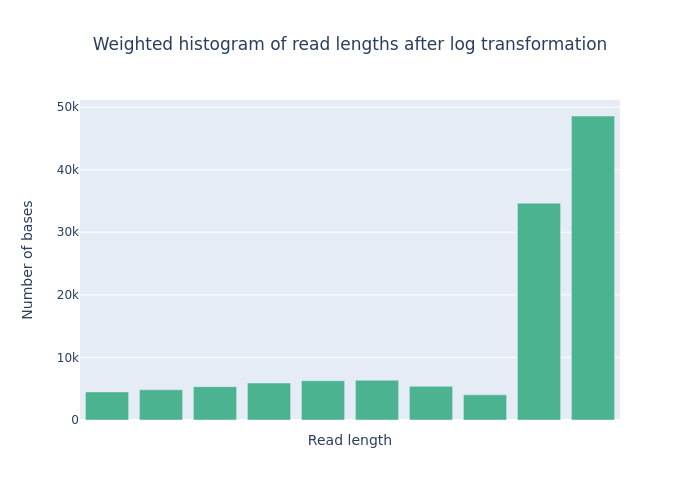 Weighted histogram of read lengths after log transformation
50k
40k
30k
20k
10k
0
Number of bases
Read length